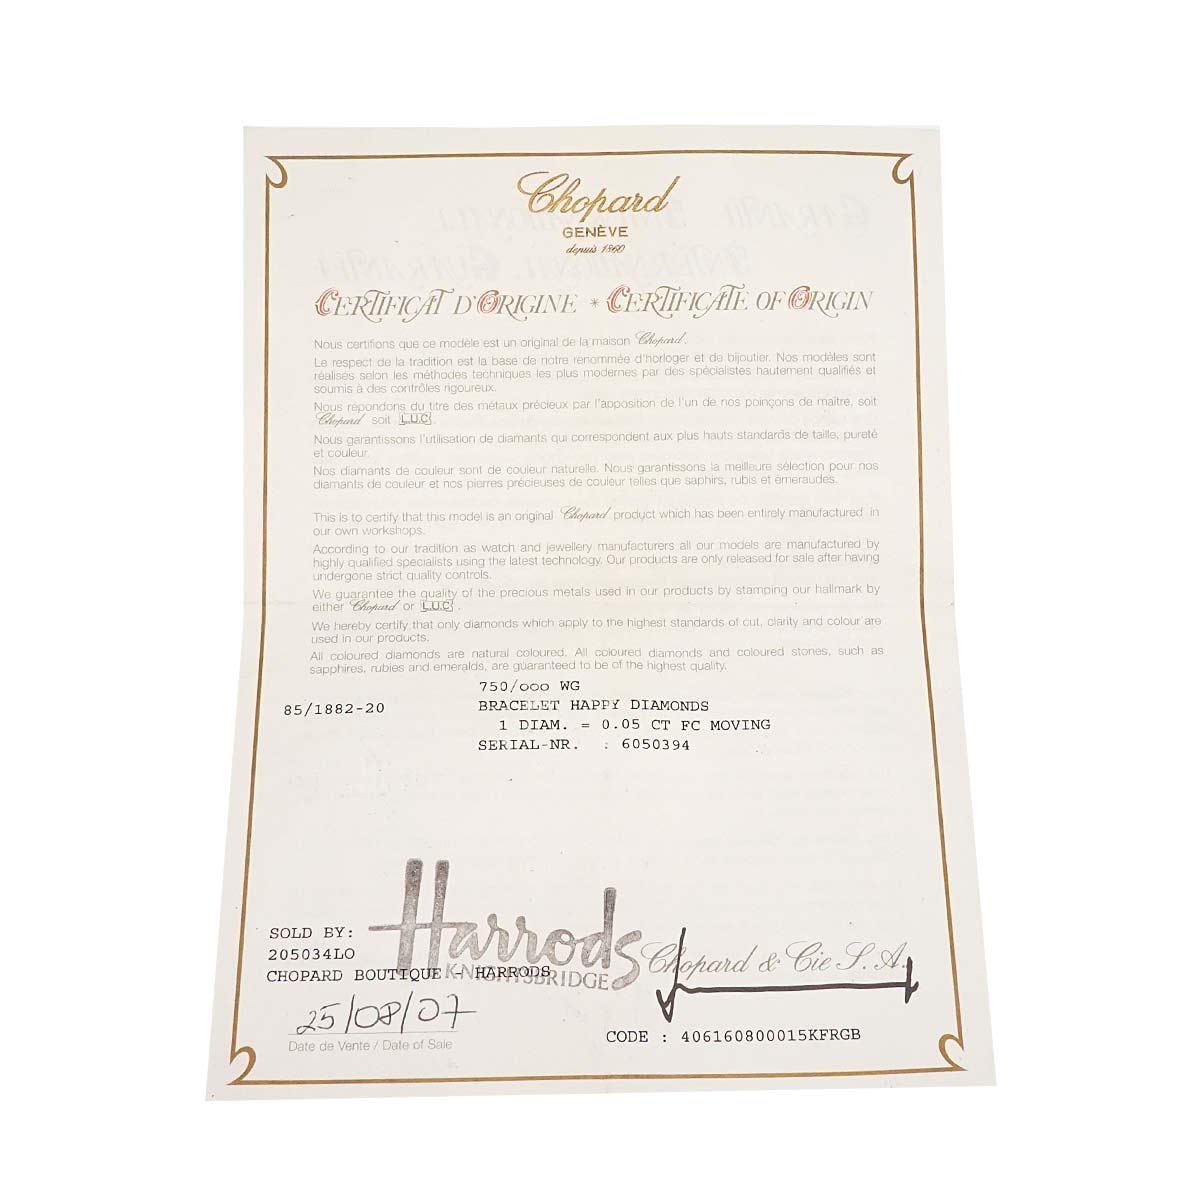 Chopard
GENÈVE
depuis 1860
CERTIFICAT D'ORIGINE * CERTIFICATE OF ORIGIN
Nous certifions que ce modèle est un original de la maison Chopard.
Le respect de la tradition est la base de notre renommée d'horloger et de bijoutier. Nos modèles sont
réalisés selon les méthodes techniques les plus modernes par des spécialistes hautement qualifiés et
soumis à des contrôles rigoureux.
Nous répondons du titre des métaux précieux par l'apposition de l'un de nos poinçons de maître, soit
Chopard soit L.U.C.
Nous garantissons l'utilisation de diamants qui correspondent aux plus hauts standards de taille, pureté
et couleur.
Nos diamants de couleur sont de couleur naturelle. Nous garantissons la meilleure sélection pour nos
diamants de couleur et nos pierres précieuses de couleur telles que saphirs, rubis et émeraudes.
This is to certify that this model is an original Chopard product which has been entirely manufactured in
our own workshops.
According to our tradition as watch and jewellery manufacturers all our models are manufactured by
highly qualified specialists using the latest technology. Our products are only released for sale after having
undergone strict quality controls.
We guarantee the quality of the precious metals used in our products by stamping our hallmark by
either Chopard or L.U.C.
We hereby certify that only diamonds which apply to the highest standards of cut, clarity and colour are
used in our products.
All coloured diamonds are natural coloured. All coloured diamonds and coloured stones, such as
sapphires, rubies and emeralds, are guaranteed to be of the highest quality.
750/000 WG
85/1882-20 BRACELET HAPPY DIAMONDS
1 DIAM. = 0.05 CT FC MOVING
SERIAL-NR. : 6050394
Harrods
KNIGHTSBRIDGE
SOLD BY:
205034LO
CHOPARD BOUTIQUE - HARRODS
Chopard & Cie S.A.
25/08/07
Date de Vente / Date of Sale
CODE : 406160800015KFRGB